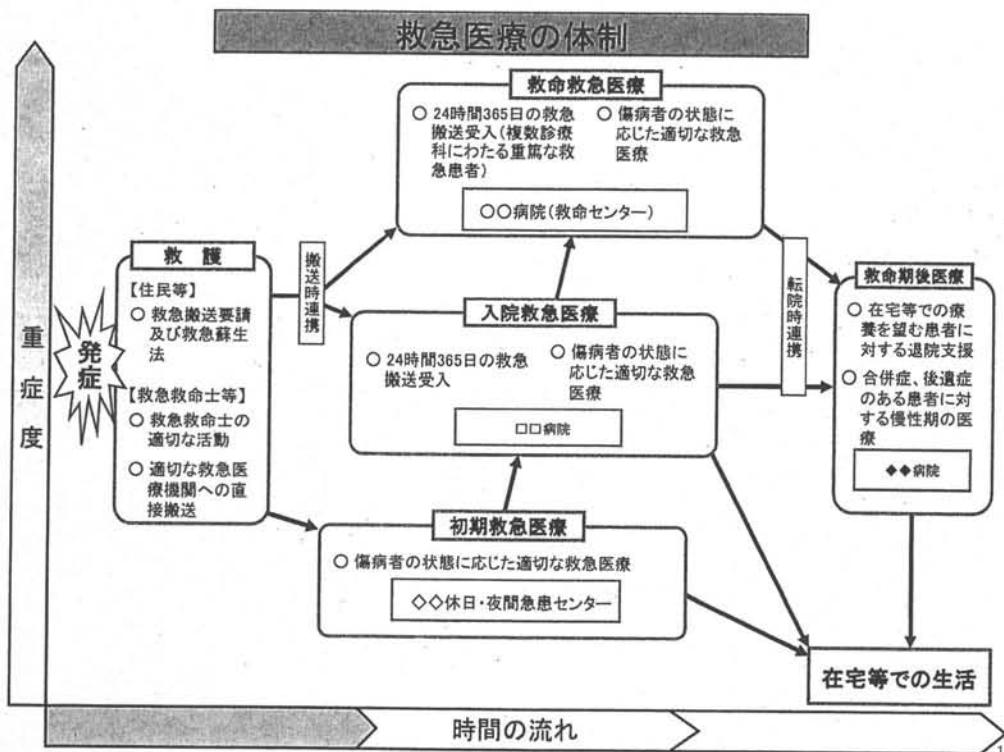 救急医療の体制
重症度
発症
救護
【住民等】
○ 救急搬送要請
及び救急蘇生
法
【救急救命士等】
○ 救急救命士の
適切な活動
○ 適切な救急医
療機関への直
接搬送
搬送時連携
救命救急医療
○ 24時間365日の救急
搬送受入(複数診療
科にわたる重篤な救
急患者)
○ 傷病者の状態に
応じた適切な救急
医療
○○病院(救命センター)
入院救急医療
○ 24時間365日の救急
搬送受入
○ 傷病者の状態に
応じた適切な救急
医療
□□病院
初期救急医療
○ 傷病者の状態に応じた適切な救急医療
◇◇休日・夜間急患センター
転院時連携
救命期後医療
○ 在宅等での療
養を望む患者に
対する退院支援
○ 合併症、後遺症
のある患者に対
する慢性期の医
療
◆◆病院
在宅等での生活
時間の流れ